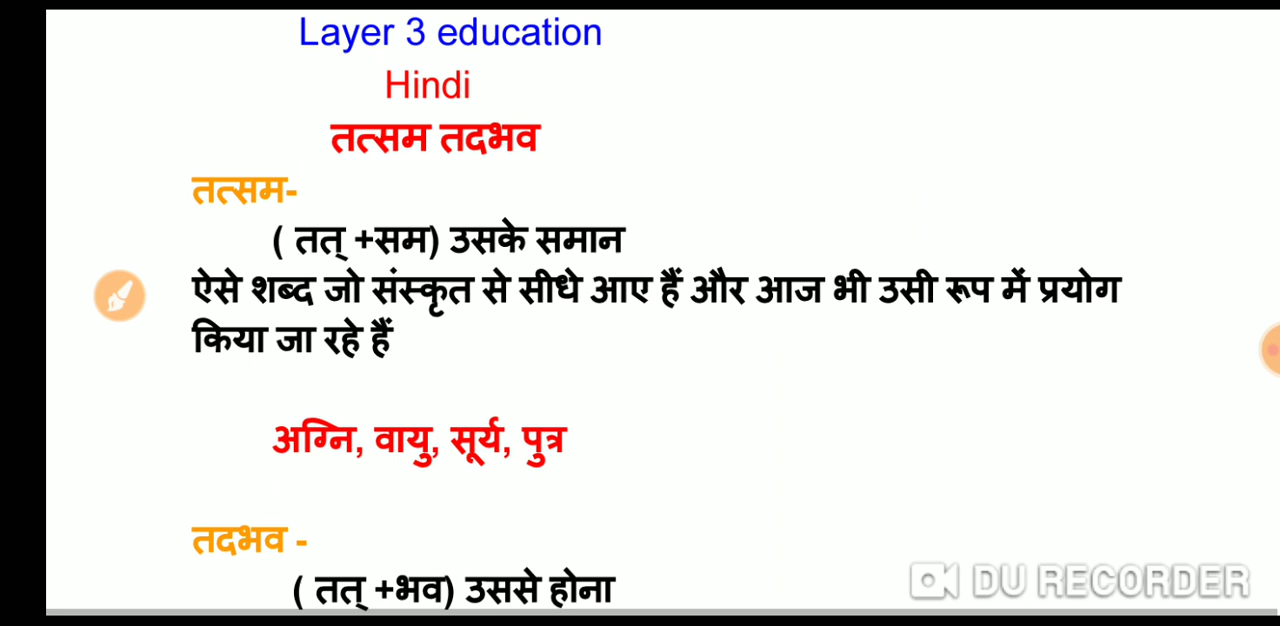 Layer 3 education
Hindi
तत्सम तदभव
तत्सम-
( तत् +सम) उसके समान
ऐसे शब्द जो संस्कृत से सीधे आए हैं और आज भी उसी रूप में प्रयोग
किया जा रहे हैं
अग्नि, वायु, सूर्य, पुत्र
तदभव -
( तत् +भव) उससे होना
DU RECORDER